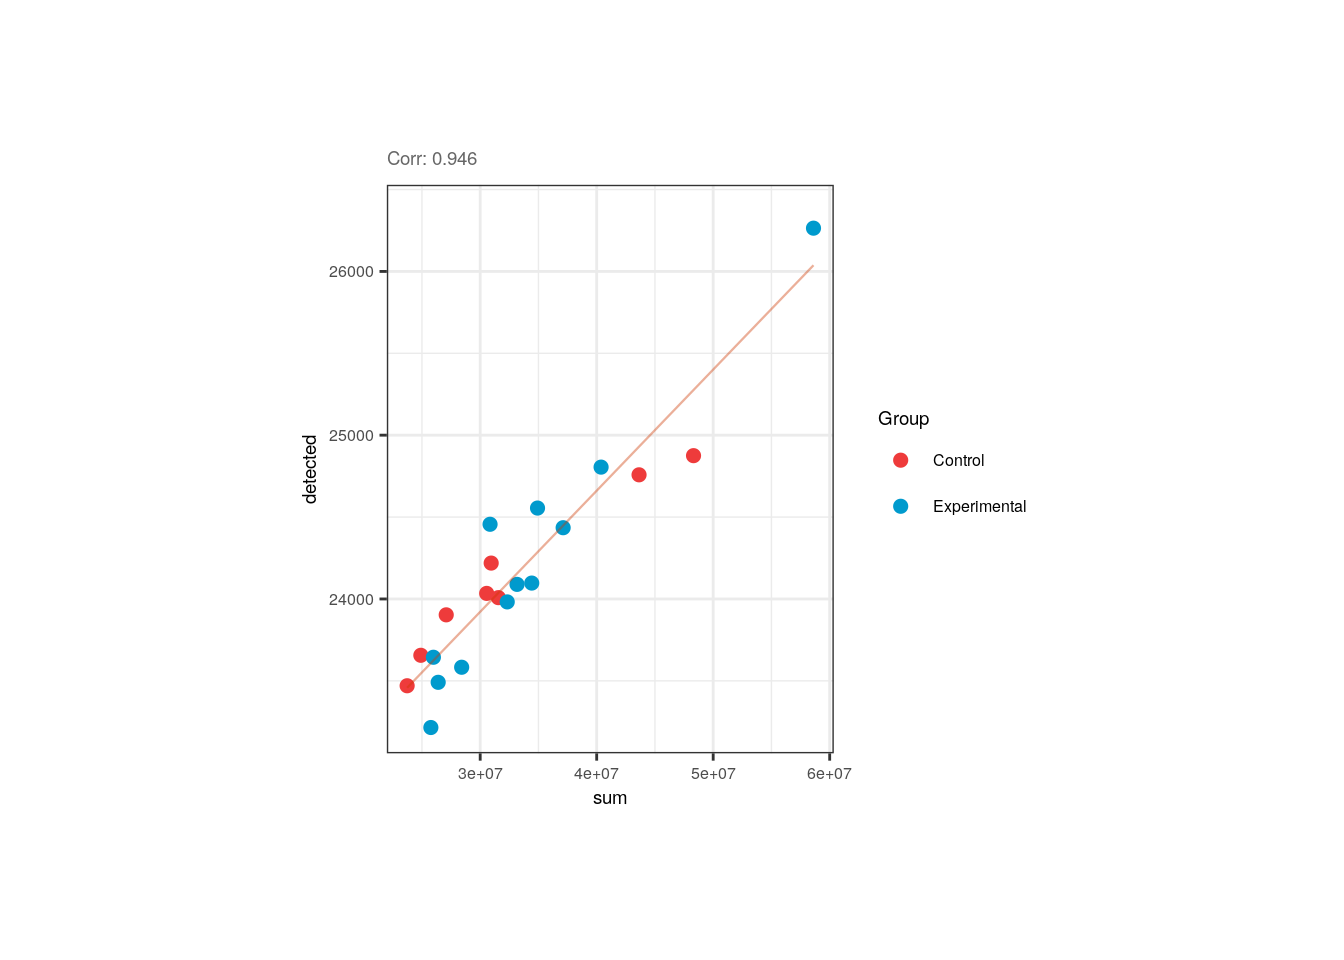 Corr: 0.946
26000
25000
24000
detected
3e+07 4e+07 5e+07 6e+07
sum
Group
Control
Experimental